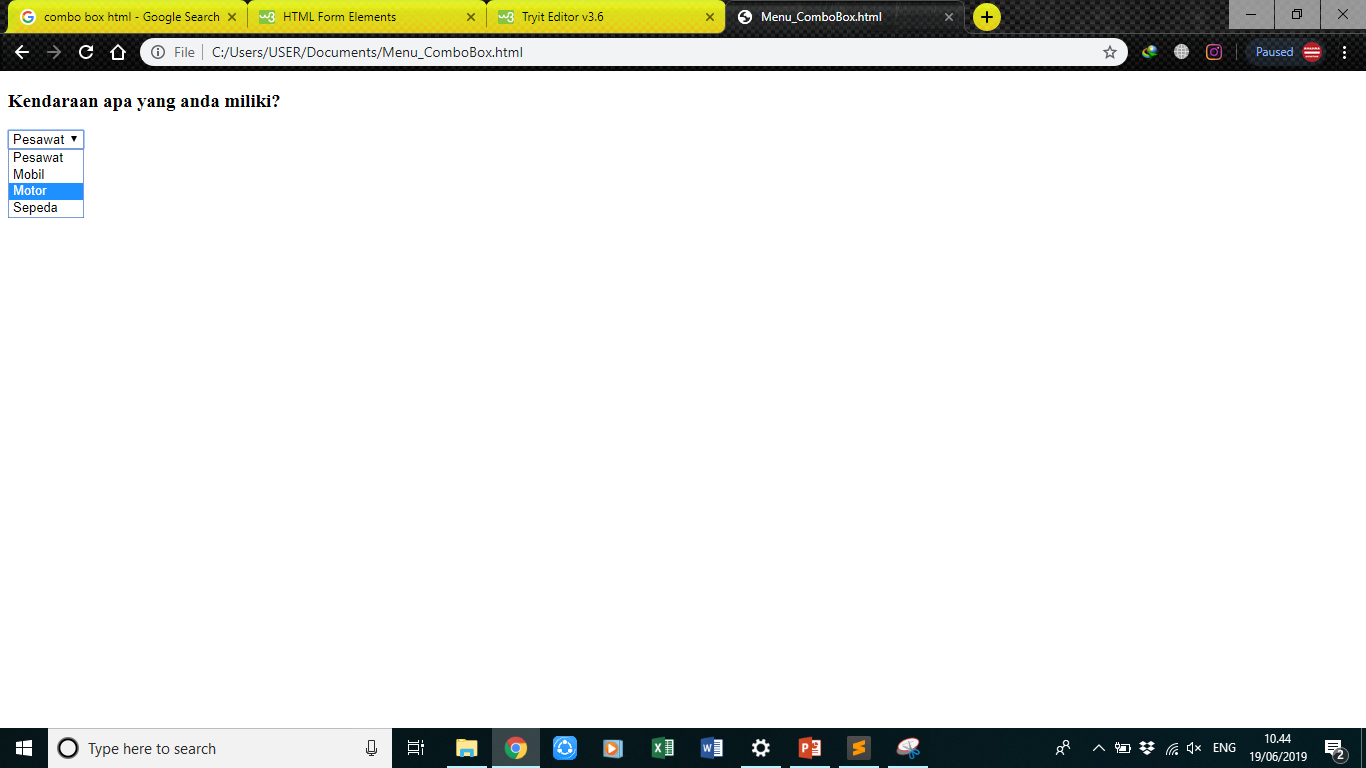 combo box html - Google Search
HTML Form Elements
Tryit Editor v3.6
Menu_ComboBox.html
File
C:/Users/USER/Documents/Menu_ComboBox.html
Paused
Kendaraan apa yang anda miliki?
Pesawat
Pesawat
Mobil
Motor
Sepeda
Type here to search
ENG
10.44
19/06/2019
2